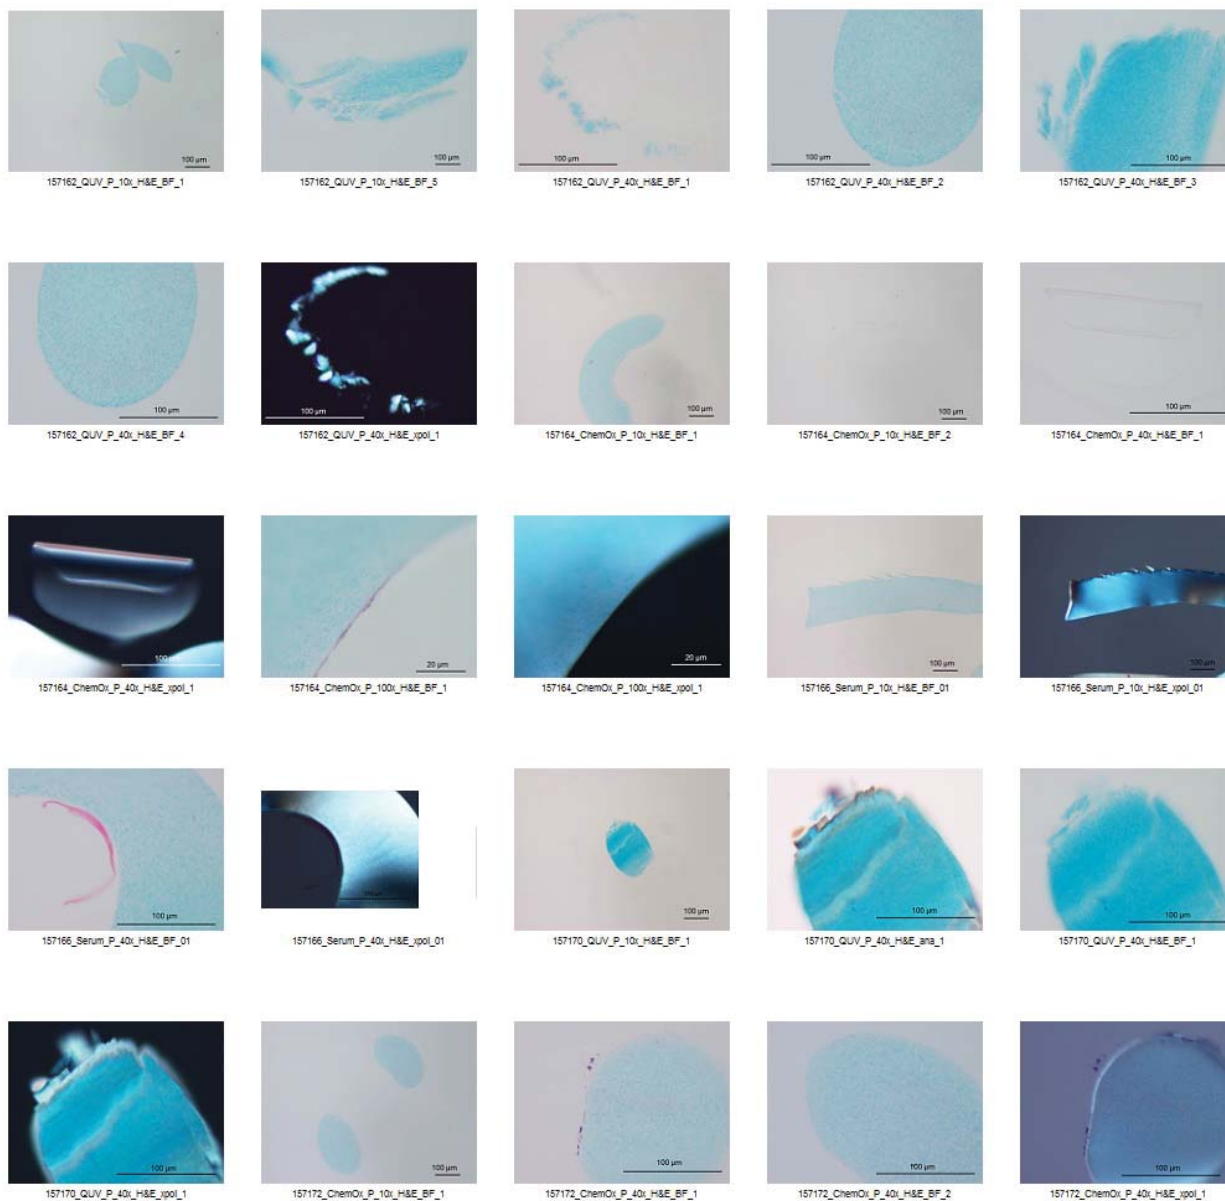 100 µm
100 µm
100 µm
100 µm
100 µm
157162_QUV_P_10x_H&E_BF_1
157162_QUV_P_10x_H&E_BF_5
157162_QUV_P_40x_H&E_BF_1
157162_QUV_P_40x_H&E_BF_2
157162_QUV_P_40x_H&E_BF_3
100 µm
100 µm
100 µm
100 µm
100 µm
157162_QUV_P_40x_H&E_BF_4
157162_QUV_P_40x_H&E_xpol_1
157164_ChemOx_P_10x_H&E_BF_1
157164_ChemOx_P_10x_H&E_BF_2
157164_ChemOx_P_40x_H&E_BF_1
100 µm
20 µm
20 µm
100 µm
100 µm
157164_ChemOx_P_40x_H&E_xpol_1
157164_ChemOx_P_100x_H&E_BF_1
157164_ChemOx_P_100x_H&E_xpol_1
157166_Serum_P_10x_H&E_BF_01
157166_Serum_P_10x_H&E_xpol_01
100 µm
100 µm
100 µm
100 µm
157166_Serum_P_40x_H&E_BF_01
157166_Serum_P_40x_H&E_xpol_01
157170_QUV_P_10x_H&E_BF_1
157170_QUV_P_40x_H&E_ana_1
157170_QUV_P_40x_H&E_BF_1
100 µm
100 µm
100 µm
100 µm
100 µm
157170_QUV_P_40x_H&E_xpol_1
157172_ChemOx_P_10x_H&E_BF_1
157172_ChemOx_P_40x_H&E_BF_1
157172_ChemOx_P_40x_H&E_BF_2
157172_ChemOx_P_40x_H&E_xpol_1